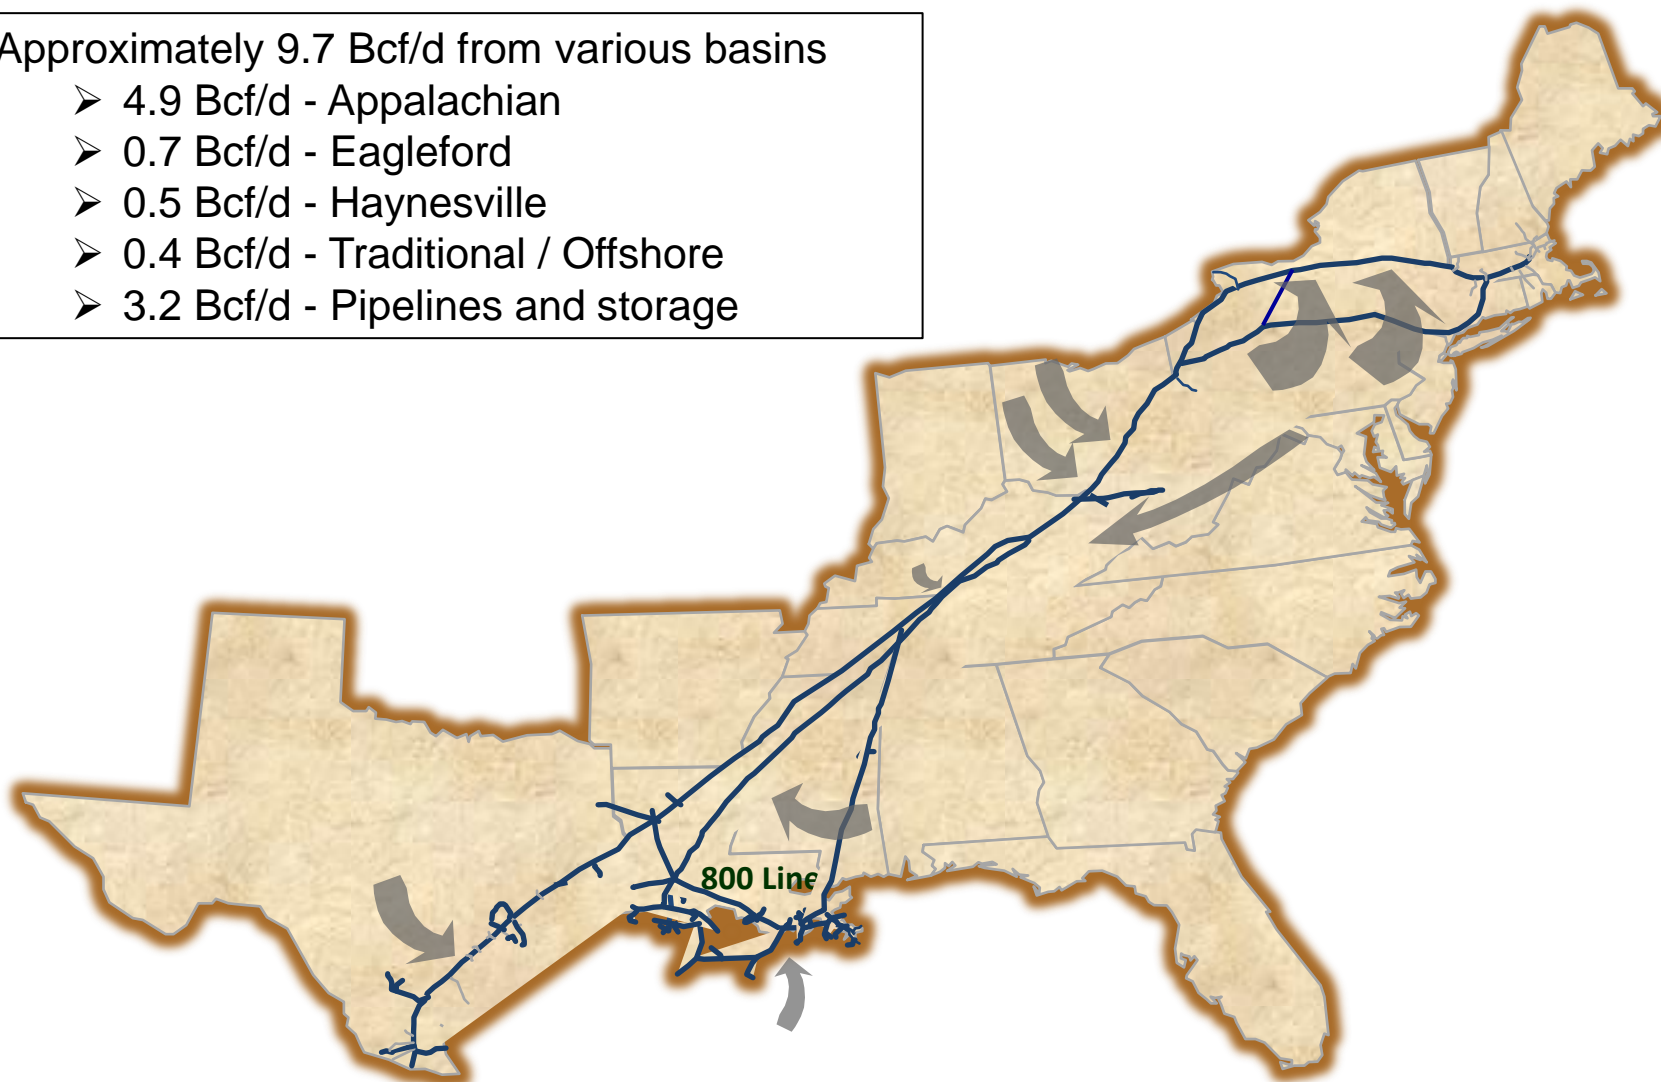 Approximately 9.7 Bcf/d from various basins
➢ 4.9 Bcf/d - Appalachian
➢ 0.7 Bcf/d - Eagleford
➢ 0.5 Bcf/d - Haynesville
➢ 0.4 Bcf/d - Traditional / Offshore
➢ 3.2 Bcf/d - Pipelines and storage
800 Line